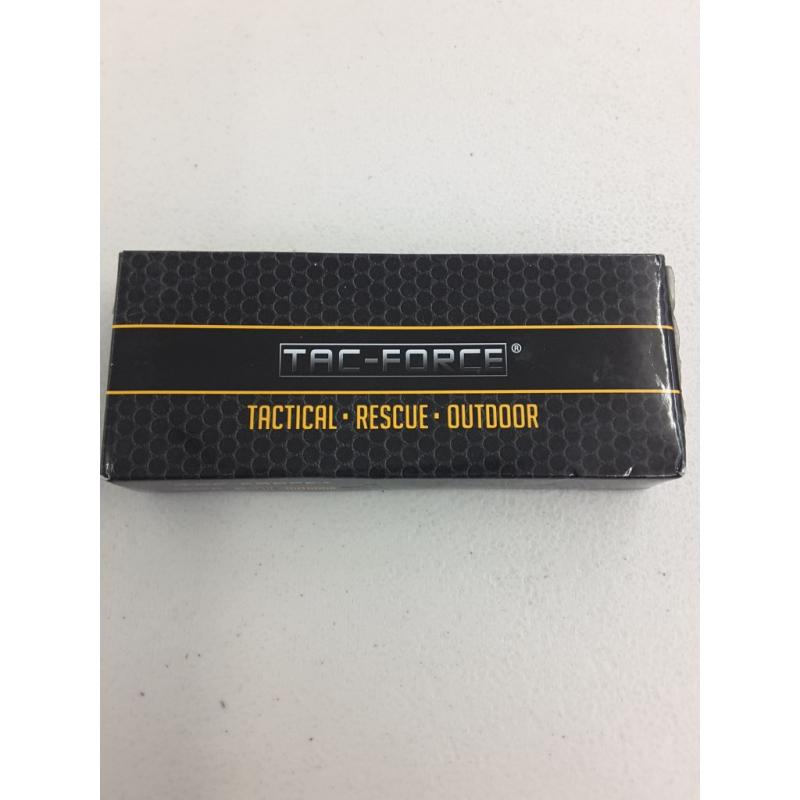 TAC-FORCE®
TACTICAL • RESCUE • OUTDOOR